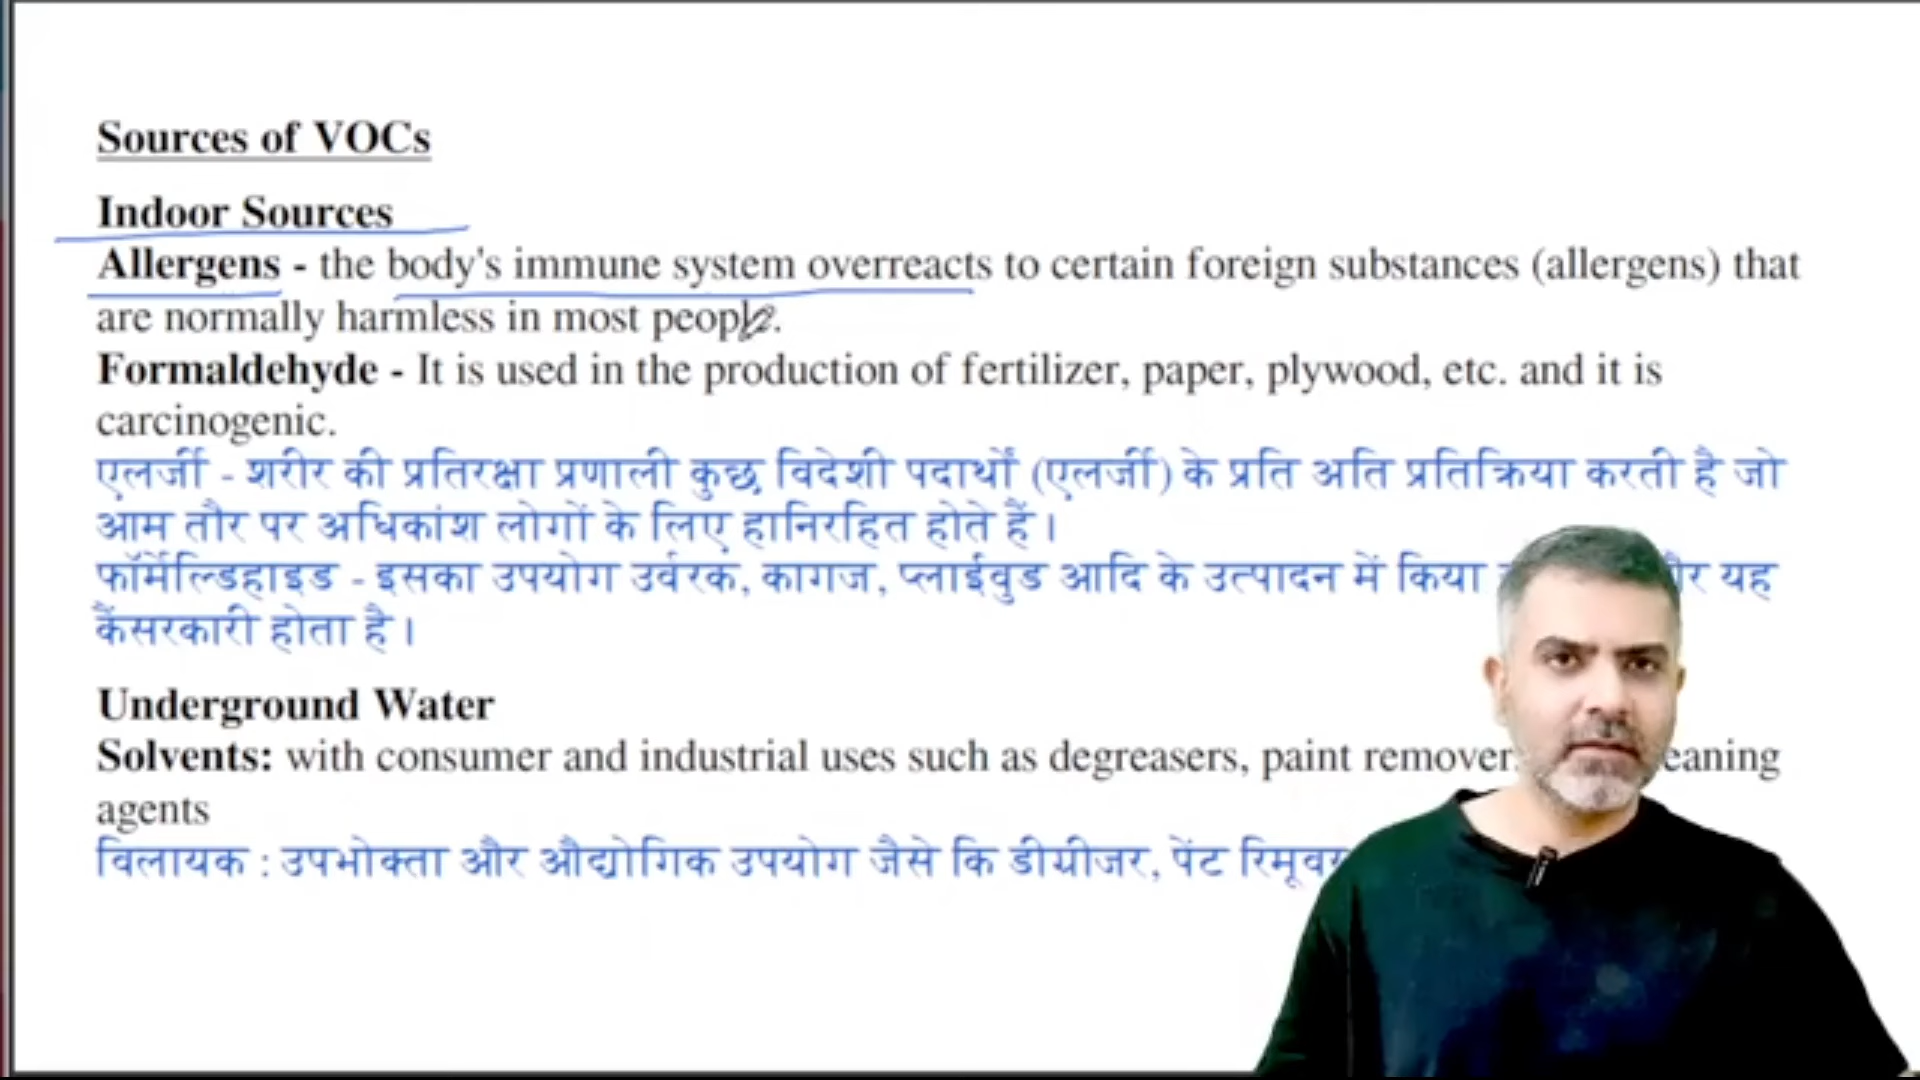 Sources of VOCs
Indoor Sources
Allergens - the body's immune system overreacts to certain foreign substances (allergens) that
are normally harmless in most people.
Formaldehyde - It is used in the production of fertilizer, paper, plywood, etc. and it is
carcinogenic.
एलर्जी - शरीर की प्रतिरक्षा प्रणाली कुछ विदेशी पदार्थों (एलर्जी) के प्रति अति प्रतिक्रिया करती है जो
आम तौर पर अधिकांश लोगों के लिए हानिरहित होते हैं।
फॉर्मेल्डिहाइड - इसका उपयोग उर्वरक, कागज, प्लाईवुड आदि के उत्पादन में किया यह
कैंसरकारी होता है।
Underground Water
Solvents: with consumer and industrial uses such as degreasers, paint
agents
विलायक : उपभोक्ता और औद्योगिक उपयोग जैसे कि डीग्रीजर, पेंट